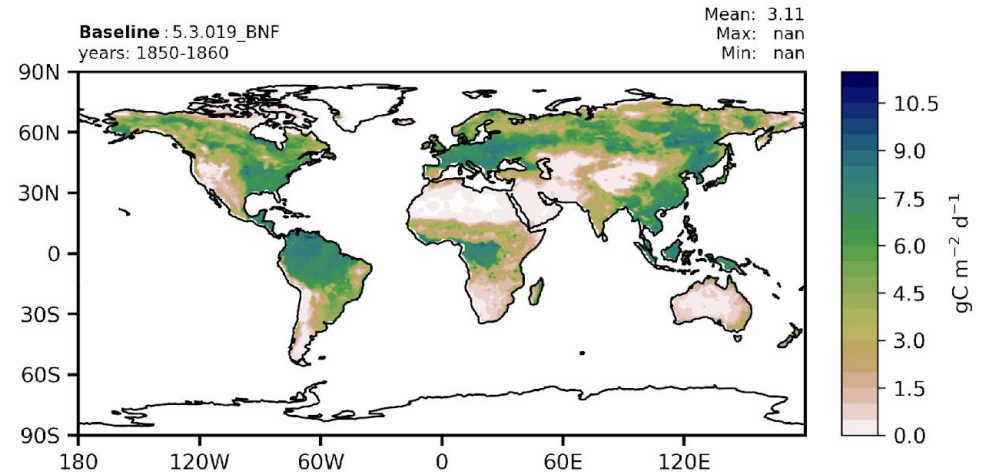 Baseline : 5.3.019_BNF
years: 1850-1860
Mean: 3.11
Max: nan
Min: nan
90N
60N
30N
0
30S
60S
90S
180
120W
60W
0
60E
120E
10.5
9.0
7.5
6.0
4.5
3.0
1.5
0.0
gC m⁻² d⁻¹